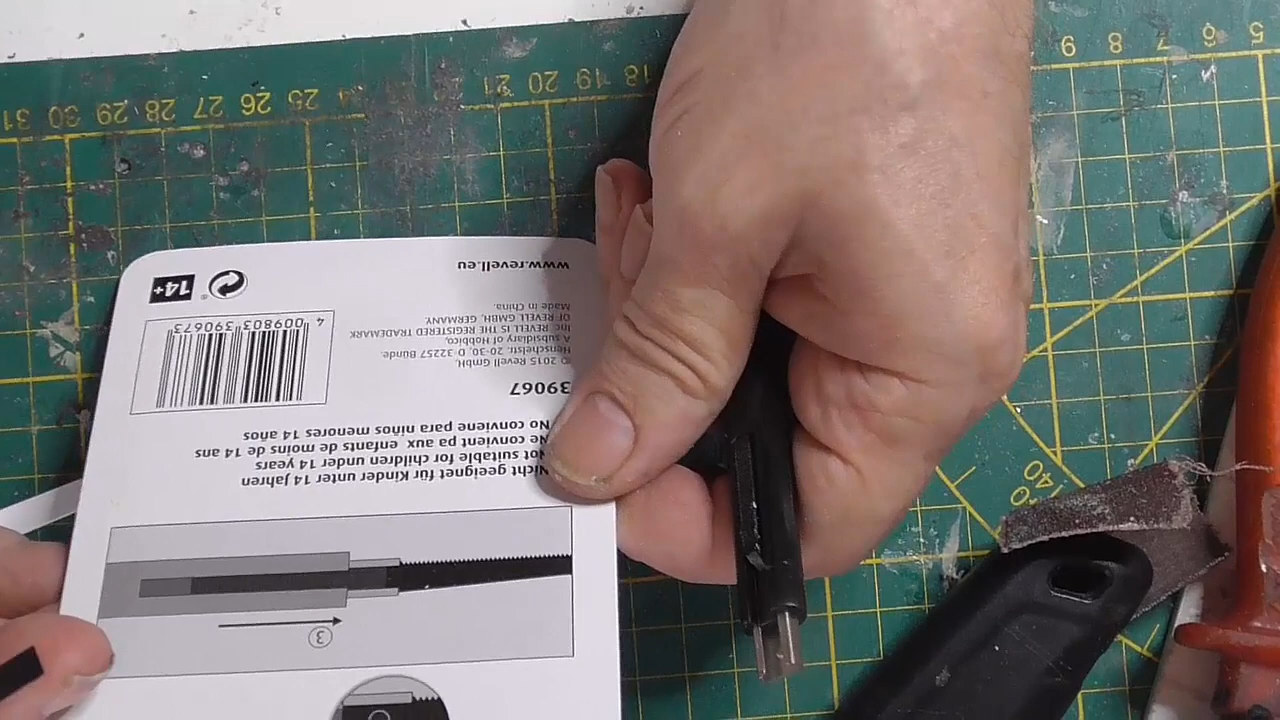 3
Nicht geeignet für Kinder unter 14 Jahren
Not suitable for children under 14 years
Ne convient pa aux, enfants de moins de 14 ans
No conviene para niños menores 14 años
39067
© 2015 Revell GmbH,
Henschelstr. 20-30, D-32257 Bünde.
A subsidiary of Hobbico,
Inc. REVELL IS THE REGISTERED TRADEMARK
OF REVELL GMBH, GERMANY.
Made in China.
4 009803 390673
www.revell.eu
14+
40
5 6 7 8 9
18 19 20 21 24 25 26 27 28 29 30 31